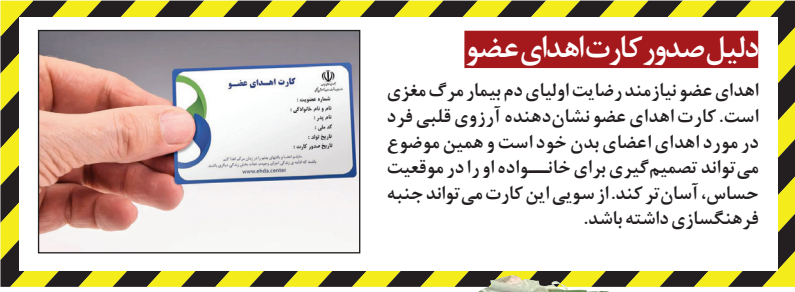 دلیل صدور کارت اهدای عضو
اهدای عضو نیازمند رضایت اولیای دم بیمار مرگ مغزی
است. کارت اهدای عضو نشان‌دهنده آرزوی قلبی فرد
در مورد اهدای اعضای بدن خود است و همین موضوع
می‌تواند تصمیم‌گیری برای خانـــواده او را در موقعیت
حساس، آسان‌تر کند. از سویی این کارت می‌تواند جنبه
فرهنگسازی داشته باشد.
کارت اهـدای عضـو
شماره عضویت :
نام و نام خانوادگی :
نام پدر :
کد ملی :
تاریخ تولد :
تاریخ صدور کارت :
www.ehda.center